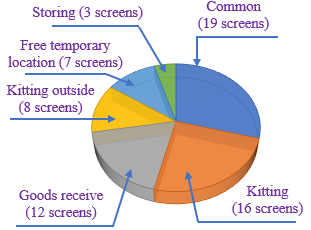 Storing (3 screens)
Common
(19 screens)
Free temporary
location (7 screens)
Kitting outside
(8 screens)
Goods receive
(12 screens)
Kitting
(16 screens)